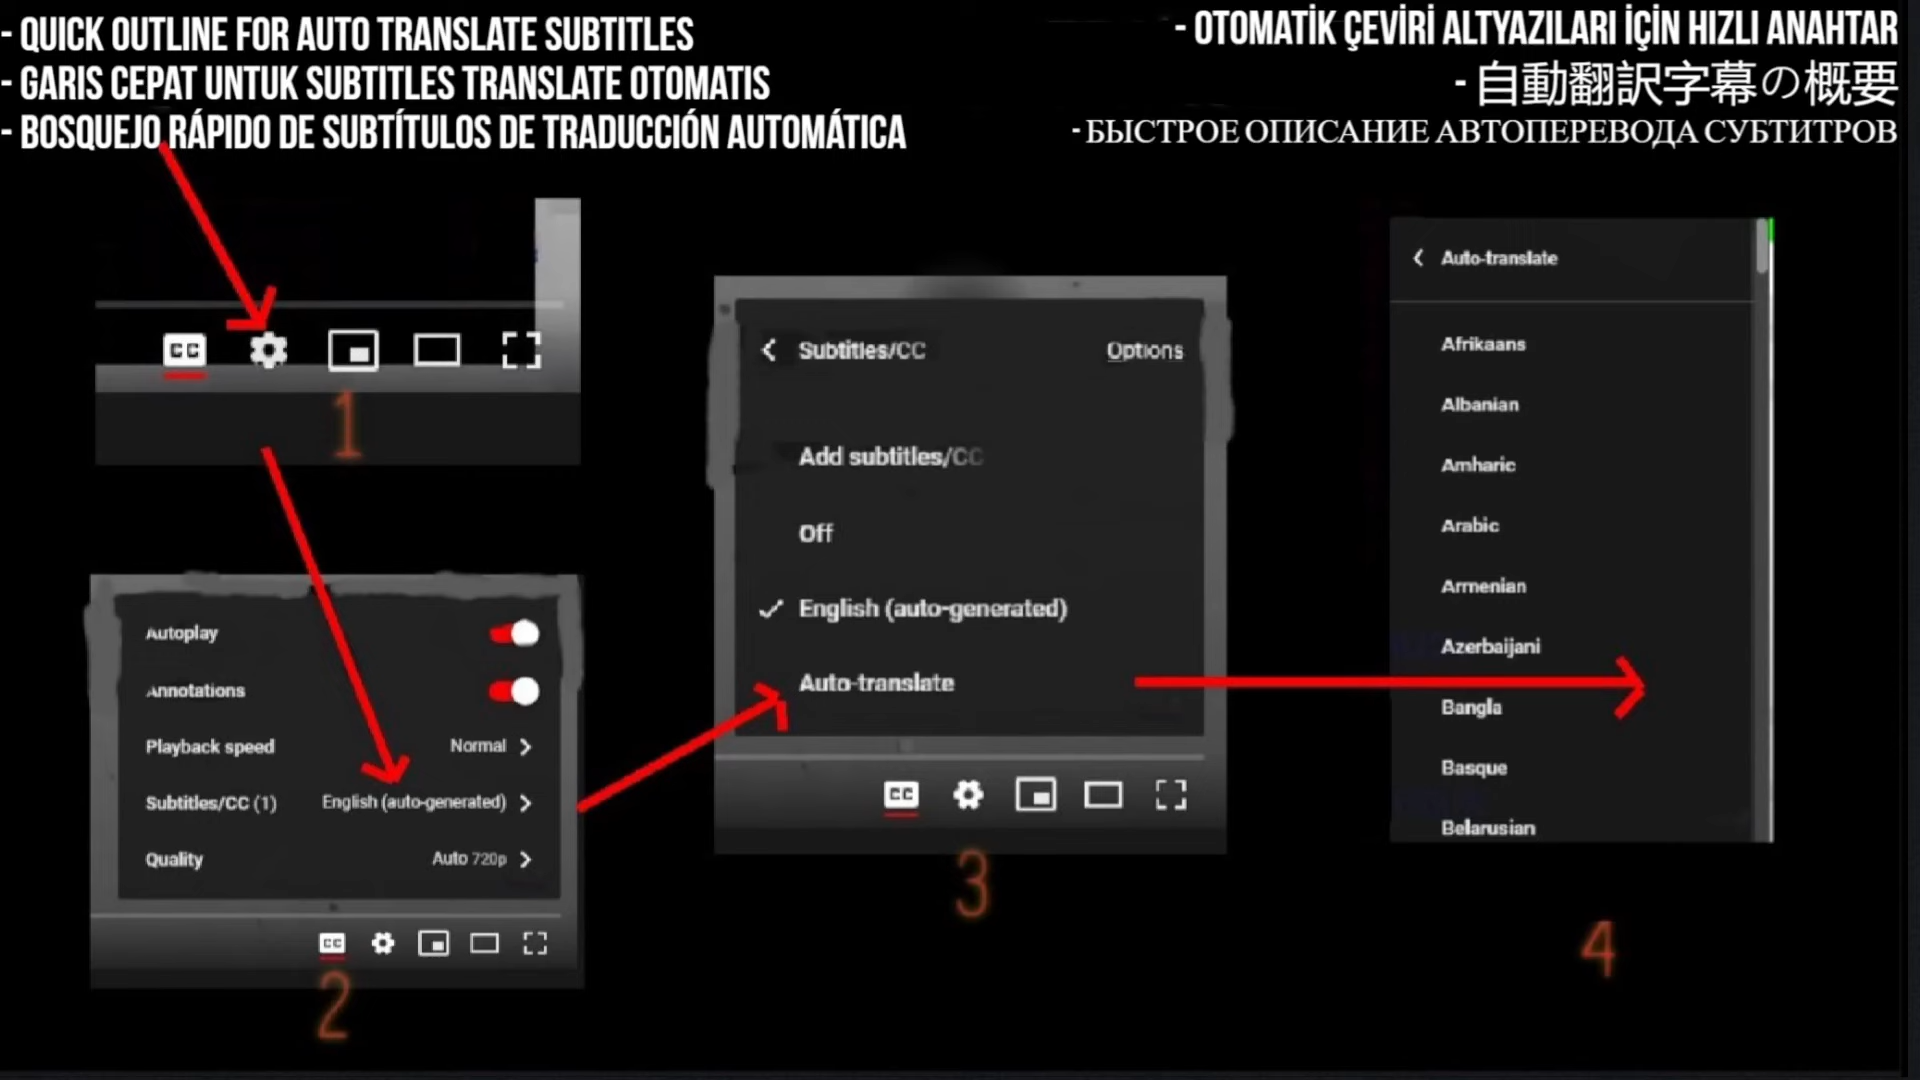 - QUICK OUTLINE FOR AUTO TRANSLATE SUBTITLES
- GARIS CEPAT UNTUK SUBTITLES TRANSLATE OTOMATIS
- BOSQUEJO RÁPIDO DE SUBTÍTULOS DE TRADUCCIÓN AUTOMÁTICA
- OTOMATİK ÇEVİRİ ALTYAZILARI İÇİN HIZLI ANAHTAR
- 自動翻訳字幕の概要
- БЫСТРОЕ ОПИСАНИЕ АВТОПЕРЕВОДА СУБТИТРОВ
CC
1
Autoplay
Annotations
Playback speed Normal
Subtitles/CC (1) English (auto-generated)
Quality Auto 720p
CC
2
Subtitles/CC Options
Add subtitles/CC
Off
English (auto-generated)
Auto-translate
CC
3
Auto-translate
Afrikaans
Albanian
Amharic
Arabic
Armenian
Azerbaijani
Bangla
Basque
Belarusian
4